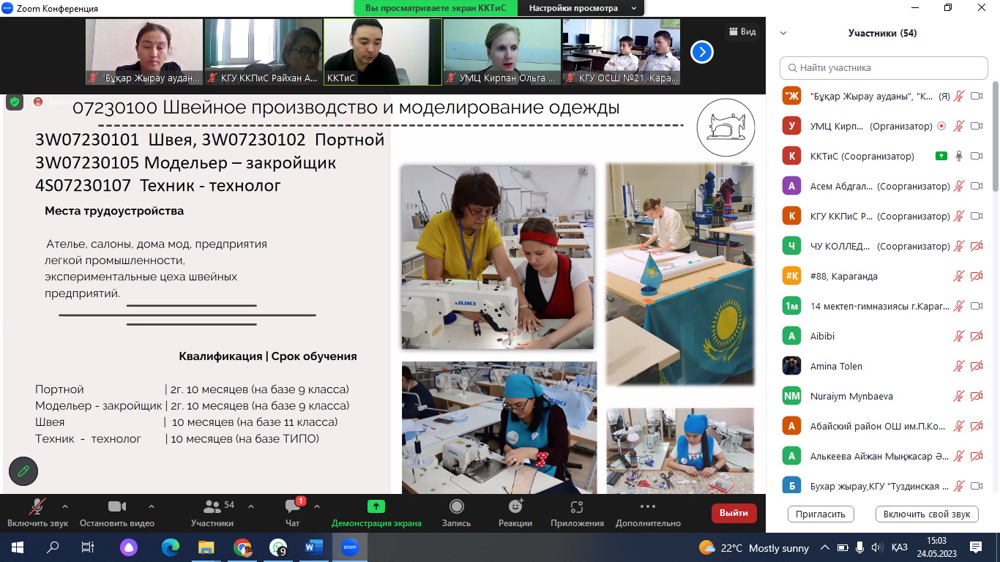 Zoom Конференция
Вы просматриваете экран ККТиС
Настройки просмотра
Вид
"Бұқар Жырау аудан...
КГУ ККПиС Райхан А...
ККТиС
УМЦ Кирпан Ольга ...
КГУ ОСШ №21, Кара...
07230100 Швейное производство и моделирование одежды
3W07230101 Швея, 3W07230102 Портной
3W07230105 Модельер – закройщик
4S07230107 Техник - технолог
Места трудоустройства
Ателье, салоны, дома мод, предприятия
легкой промышленности,
экспериментальные цеха швейных
предприятий.
Квалификация | Срок обучения
Портной | 2г. 10 месяцев (на базе 9 класса)
Модельер - закройщик | 2г. 10 месяцев (на базе 9 класса)
Швея | 10 месяцев (на базе 11 класса)
Техник - технолог | 10 месяцев (на базе ТИПО)
JUKI
JUKI
Участники (54)
Найти участника
"Ж "Бұқар Жырау ауданы", "К... (Я)
У УМЦ Кирп... (Организатор)
К ККТиС (Соорганизатор)
А Асем Абдгал... (Соорганизатор)
К КГУ ККПиС Р... (Соорганизатор)
Ч ЧУ КОЛЛЕД... (Соорганизатор)
#К #88, Караганда
1м 14 мектеп-гимназиясы г.Караг...
A Aibibi
Amina Tolen
NM Nuraiym Mynbaeva
А Абайский район ОШ им.П.Ко...
А Алькеева Айжан Мыңжасар Ә...
Б Бухар жырау,КГУ "Туздинская ...
Пригласить
Включить свой звук
Включить звук
Остановить видео
54
Участники
1
Чат
Демонстрация экрана
Запись
Реакции
Приложения
Дополнительно
Выйти
9
zoom
22°C Mostly sunny
ҚАЗ
15:03
24.05.2023